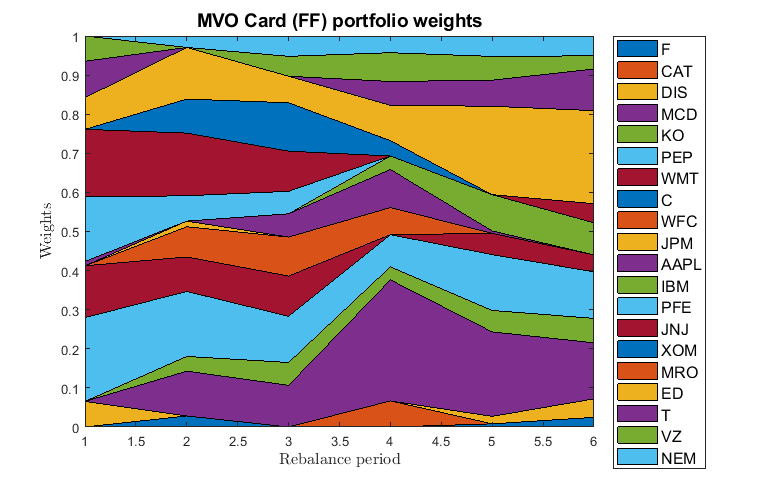 MVO Card (FF) portfolio weights
Weights
1
0.9
0.8
0.7
0.6
0.5
0.4
0.3
0.2
0.1
0
1 1.5 2 2.5 3 3.5 4 4.5 5 5.5 6
Rebalance period
F
CAT
DIS
MCD
KO
PEP
WMT
C
WFC
JPM
AAPL
IBM
PFE
JNJ
XOM
MRO
ED
T
VZ
NEM